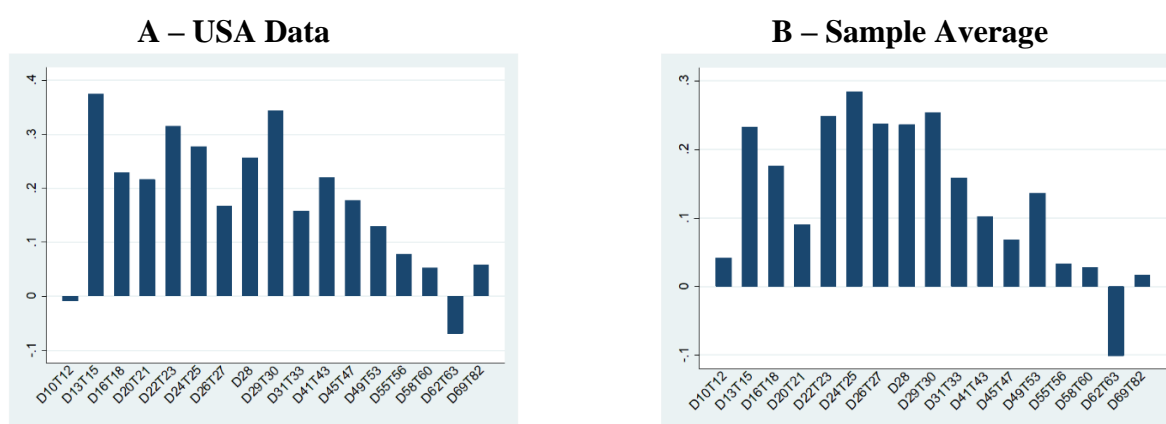 A – USA Data
B – Sample Average
.4
.3
.2
.1
0
-.1
D10T12 D13T15 D16T18 D20T21 D22T23 D24T25 D26T27 D28 D29T30 D31T33 D41T43 D45T47 D49T53 D55T56 D58T60 D62T63 D69T82
.3
.2
.1
0
-.1
D10T12 D13T15 D16T18 D20T21 D22T23 D24T25 D26T27 D28 D29T30 D31T33 D41T43 D45T47 D49T53 D55T56 D58T60 D62T63 D69T82